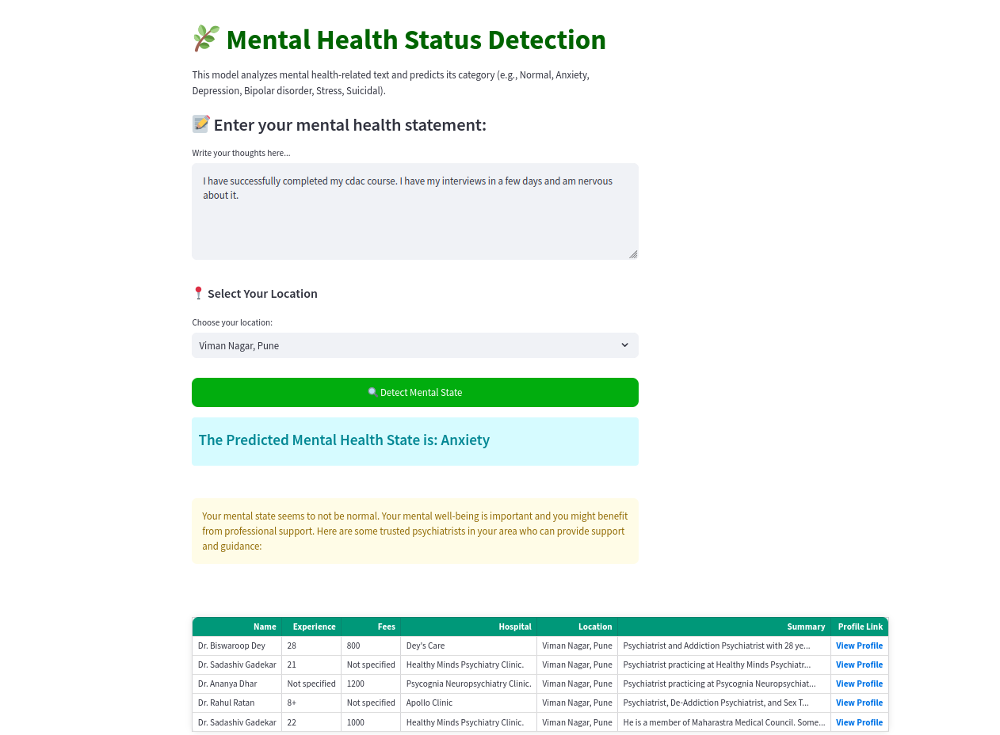 Mental Health Status Detection
This model analyzes mental health-related text and predicts its category (e.g., Normal, Anxiety,
Depression, Bipolar disorder, Stress, Suicidal).
Enter your mental health statement:
Write your thoughts here...
I have successfully completed my cdac course. I have my interviews in a few days and am nervous
about it.
Select Your Location
Choose your location:
Viman Nagar, Pune
Detect Mental State
The Predicted Mental Health State is: Anxiety
Your mental state seems to not be normal. Your mental well-being is important and you might benefit
from professional support. Here are some trusted psychiatrists in your area who can provide support
and guidance:
Name Experience Fees Hospital Location Summary Profile Link
Dr. Biswaroop Dey 28 800 Dey's Care Viman Nagar, Pune Psychiatrist and Addiction Psychiatrist with 28 ye... View Profile
Dr. Sadashiv Gadekar 21 Not specified Healthy Minds Psychiatry Clinic. Viman Nagar, Pune Psychiatrist practicing at Healthy Minds Psychiatr... View Profile
Dr. Ananya Dhar Not specified 1200 Psycognia Neuropsychiatry Clinic. Viman Nagar, Pune Psychiatrist practicing at Psycognia Neuropsychiat... View Profile
Dr. Rahul Ratan 8+ Not specified Apollo Clinic Viman Nagar, Pune Psychiatrist, De-Addiction Psychiatrist, and Sex T... View Profile
Dr. Sadashiv Gadekar 22 1000 Healthy Minds Psychiatry Clinic. Viman Nagar, Pune He is a member of Maharastra Medical Council. Some... View Profile